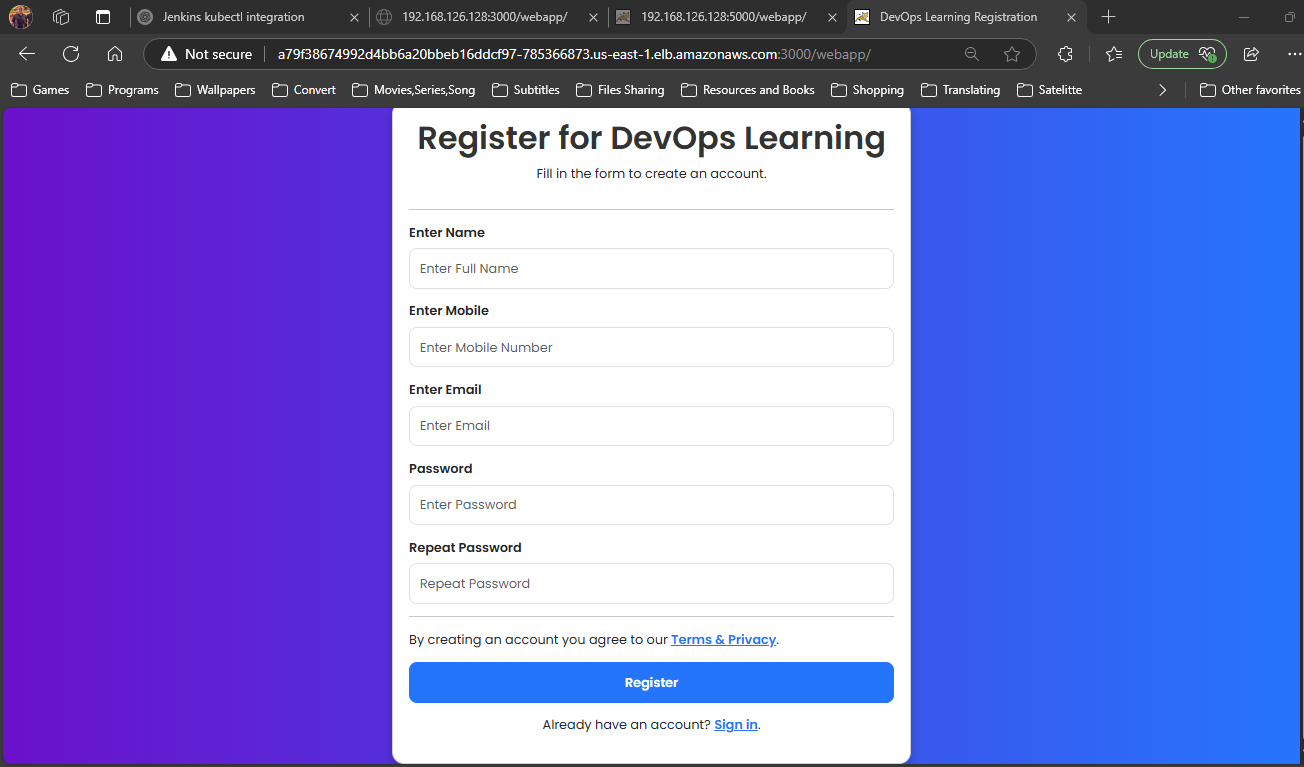 Jenkins kubectl integration
192.168.126.128:3000/webapp/
192.168.126.128:5000/webapp/
DevOps Learning Registration
Not secure
a79f38674992d4bb6a20bbeb16ddcf97-785366873.us-east-1.elb.amazonaws.com:3000/webapp/
Update
Games
Programs
Wallpapers
Convert
Movies,Series,Song
Subtitles
Files Sharing
Resources and Books
Shopping
Translating
Satelitte
Other favorites
Register for DevOps Learning
Fill in the form to create an account.
Enter Name
Enter Full Name
Enter Mobile
Enter Mobile Number
Enter Email
Enter Email
Password
Enter Password
Repeat Password
Repeat Password
By creating an account you agree to our Terms & Privacy.
Register
Already have an account? Sign in.